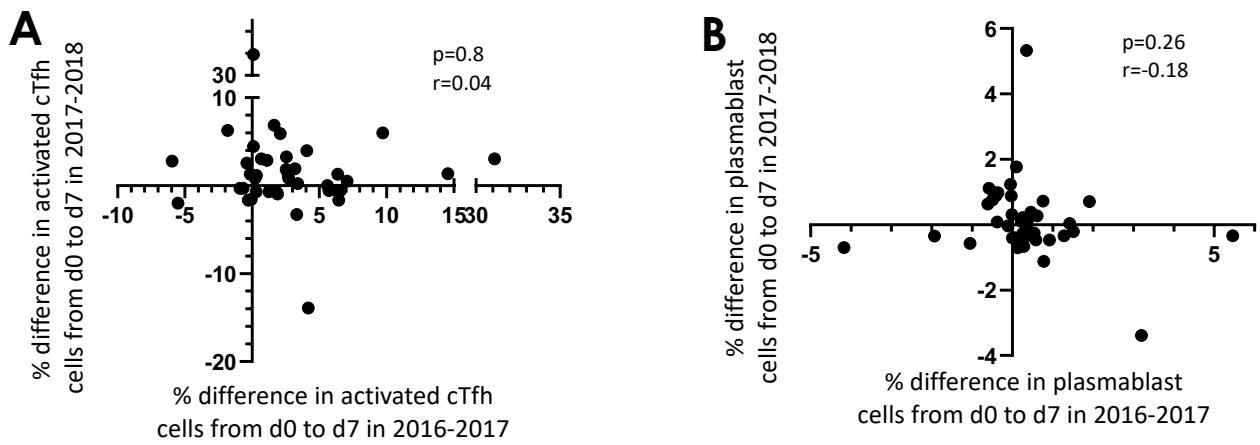 A
% difference in activated cTfh
cells from d0 to d7 in 2017-2018
p=0.8
r=0.04
30
10
-10
-20
-10
-5
5
10
15
30
35
% difference in activated cTfh
cells from d0 to d7 in 2016-2017
B
% difference in plasmablast
cells from d0 to d7 in 2017-2018
p=0.26
r=-0.18
6
4
2
-2
-4
-5
5
% difference in plasmablast
cells from d0 to d7 in 2016-2017